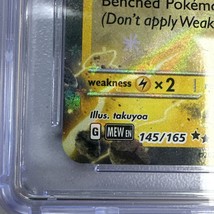 Benched Pokémo
(Don't apply Weak
weakness ×2
Illus. takuyoa
G MEW EN 145/165